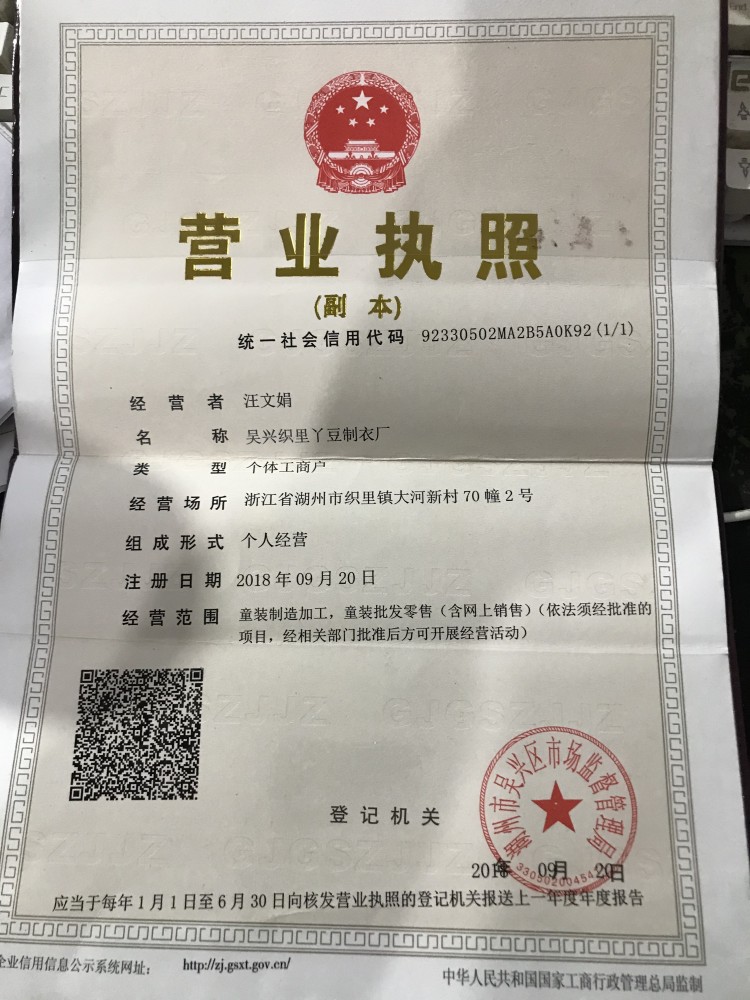 营业执照
(副 本)
统一社会信用代码 92330502MA2B5A0K92(1/1)
经营者 汪文娟
名称 吴兴织里丫豆制衣厂
类型 个体工商户
经营场所 浙江省湖州市织里镇大河新村70幢2号
组成形式 个人经营
注册日期 2018年09月20日
经营范围 童装制造加工，童装批发零售（含网上销售）（依法须经批准的
项目，经相关部门批准后方可开展经营活动）
湖州市吴兴区市场监督管理局
登记机关
2018年 09月 20日
应当于每年1月1日至6月30日向核发营业执照的登记机关报送上一年度年度报告
企业信用信息公示系统网址： http://zj.gsxt.gov.cn/
中华人民共和国国家工商行政管理总局监制